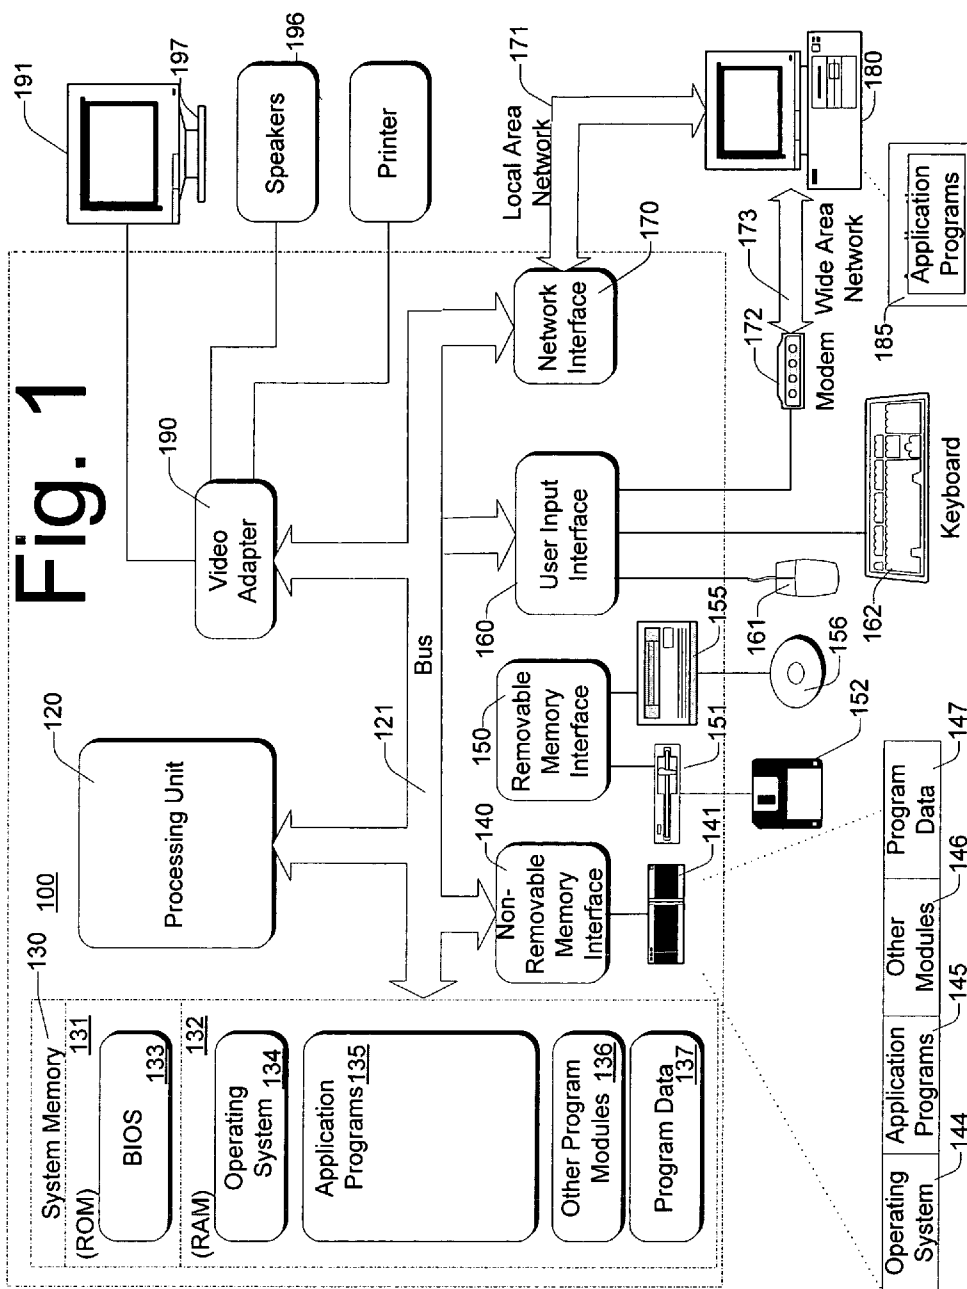 Fig. 1
100
System Memory
130
(ROM) 131
BIOS
133
(RAM) 132
Operating
System 134
Application
Programs 135
Other Program
Modules 136
Program Data
137
Processing Unit
120
121
Bus
Video
Adapter
190
191
197
Speakers
196
Printer
Non-
Removable
Memory
Interface
140
Removable
Memory
Interface
150
User Input
Interface
160
Network
Interface
170
Local Area
Network
171
Modem
172
173
Wide Area
Network
180
185
Application
Programs
141
151
155
152
156
161
162
Keyboard
Operating
System
144
Application
Programs
145
Other
Modules
146
Program
Data
147